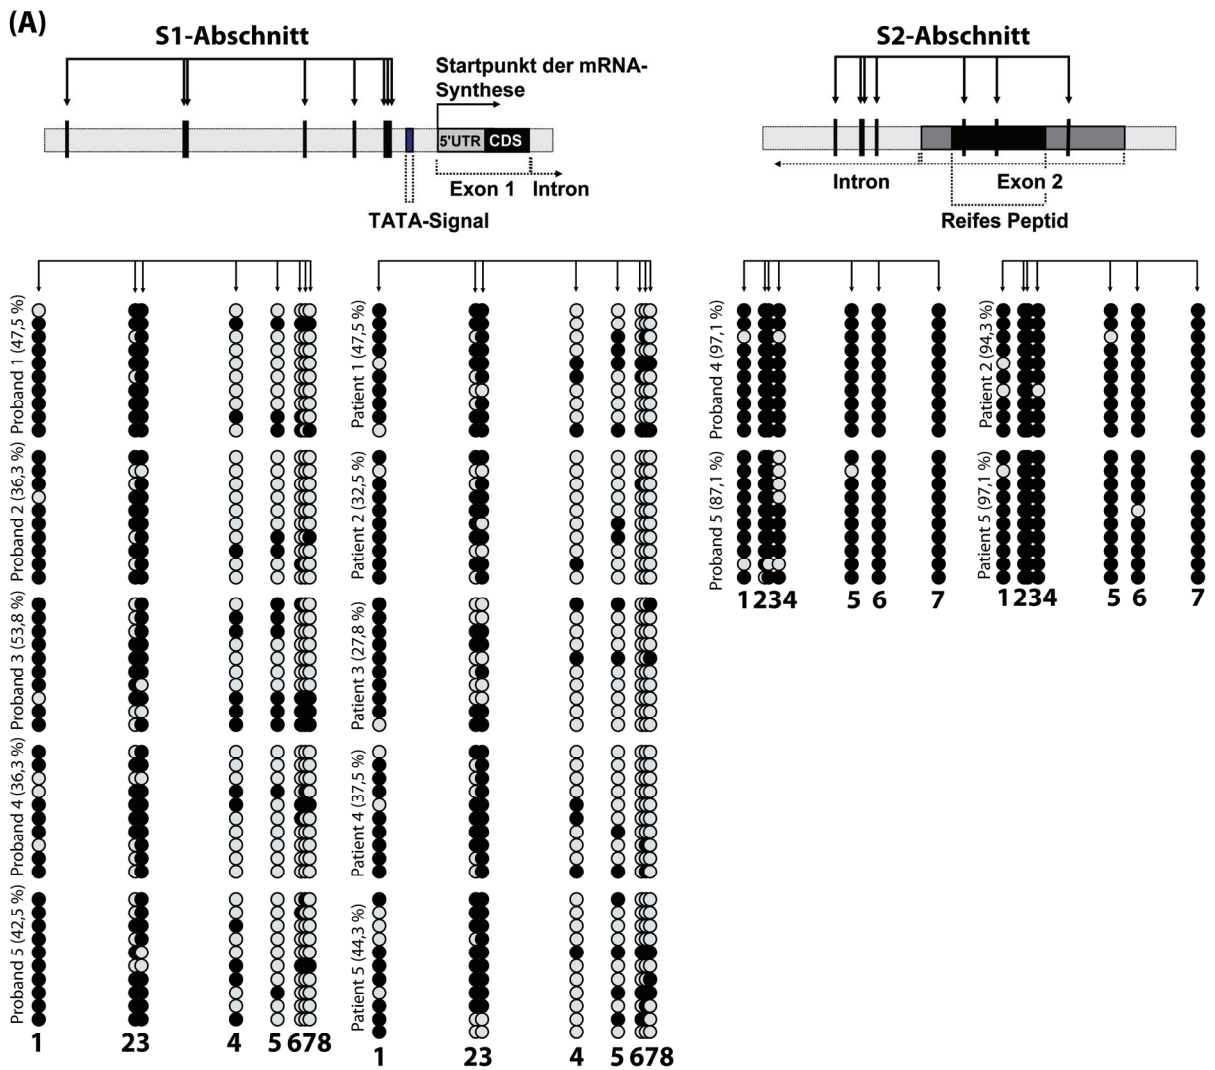 (A)
S1-Abschnitt
Startpunkt der mRNA-
Synthese
5'UTR CDS
Exon 1 Intron
TATA-Signal
S2-Abschnitt
Intron Exon 2
Reifes Peptid
Proband 1 (47,5 %)
Proband 2 (36,3 %)
Proband 3 (53,8 %)
Proband 4 (36,3 %)
Proband 5 (42,5 %)
1 23 4 5 678
Patient 1 (47,5 %)
Patient 2 (32,5 %)
Patient 3 (27,8 %)
Patient 4 (37,5 %)
Patient 5 (44,3 %)
1 23 4 5 678
Proband 4 (97,1 %)
Proband 5 (87,1 %)
1 234 5 6 7
Patient 2 (94,3 %)
Patient 5 (97,1 %)
1 234 5 6 7